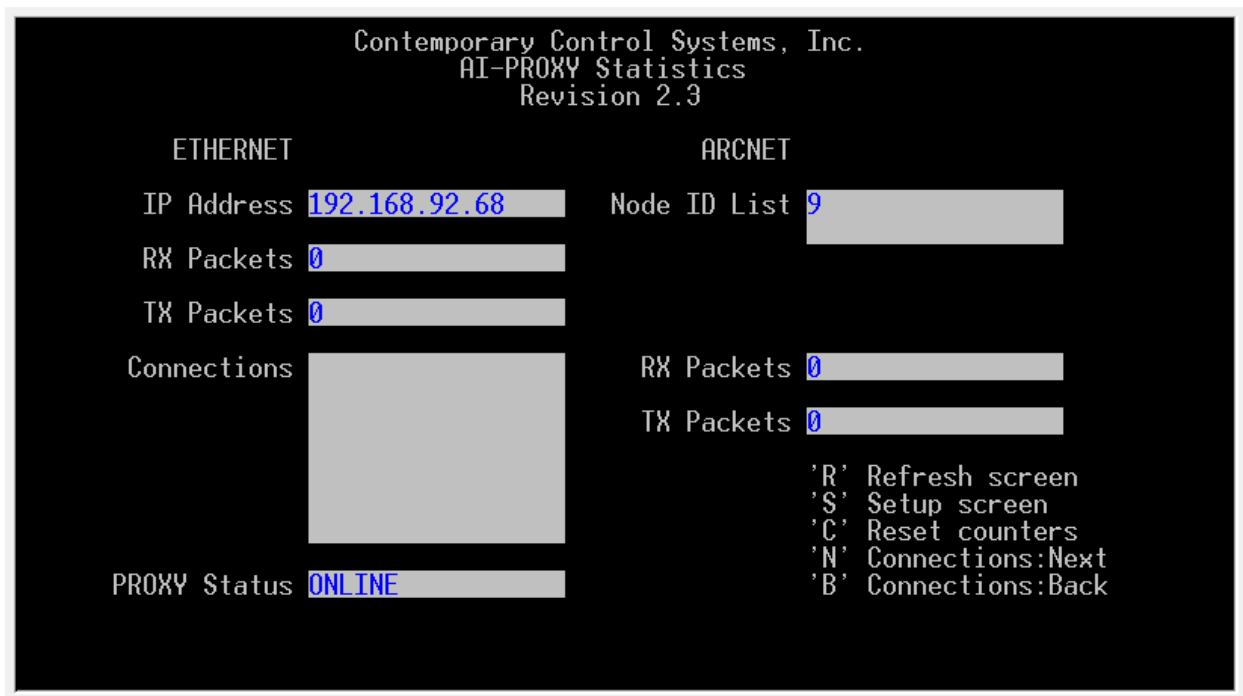 Contemporary Control Systems, Inc.
AI-PROXY Statistics
Revision 2.3
ETHERNET ARCNET
IP Address 192.168.92.68 Node ID List 9
RX Packets 0
TX Packets 0
Connections RX Packets 0
TX Packets 0
'R' Refresh screen
'S' Setup screen
'C' Reset counters
'N' Connections:Next
PROXY Status ONLINE 'B' Connections:Back